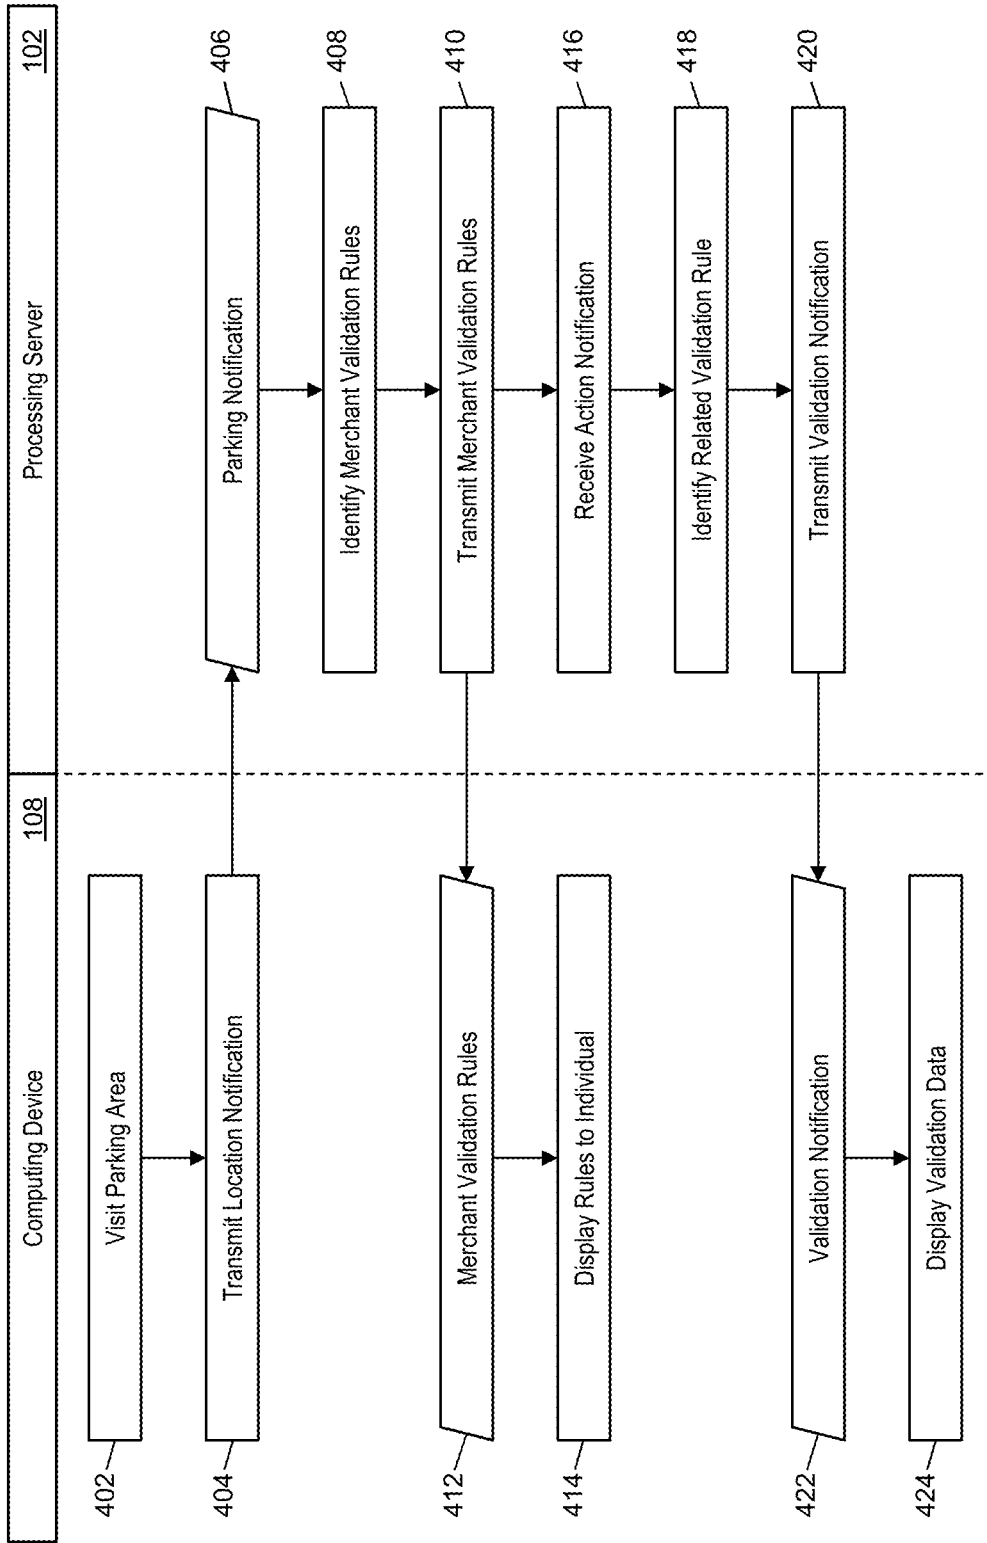 Computing Device 108
Processing Server 102
402 Visit Parking Area
404 Transmit Location Notification
Parking Notification 406
Identify Merchant Validation Rules 408
Transmit Merchant Validation Rules 410
412 Merchant Validation Rules
414 Display Rules to Individual
Receive Action Notification 416
Identify Related Validation Rule 418
Transmit Validation Notification 420
422 Validation Notification
424 Display Validation Data